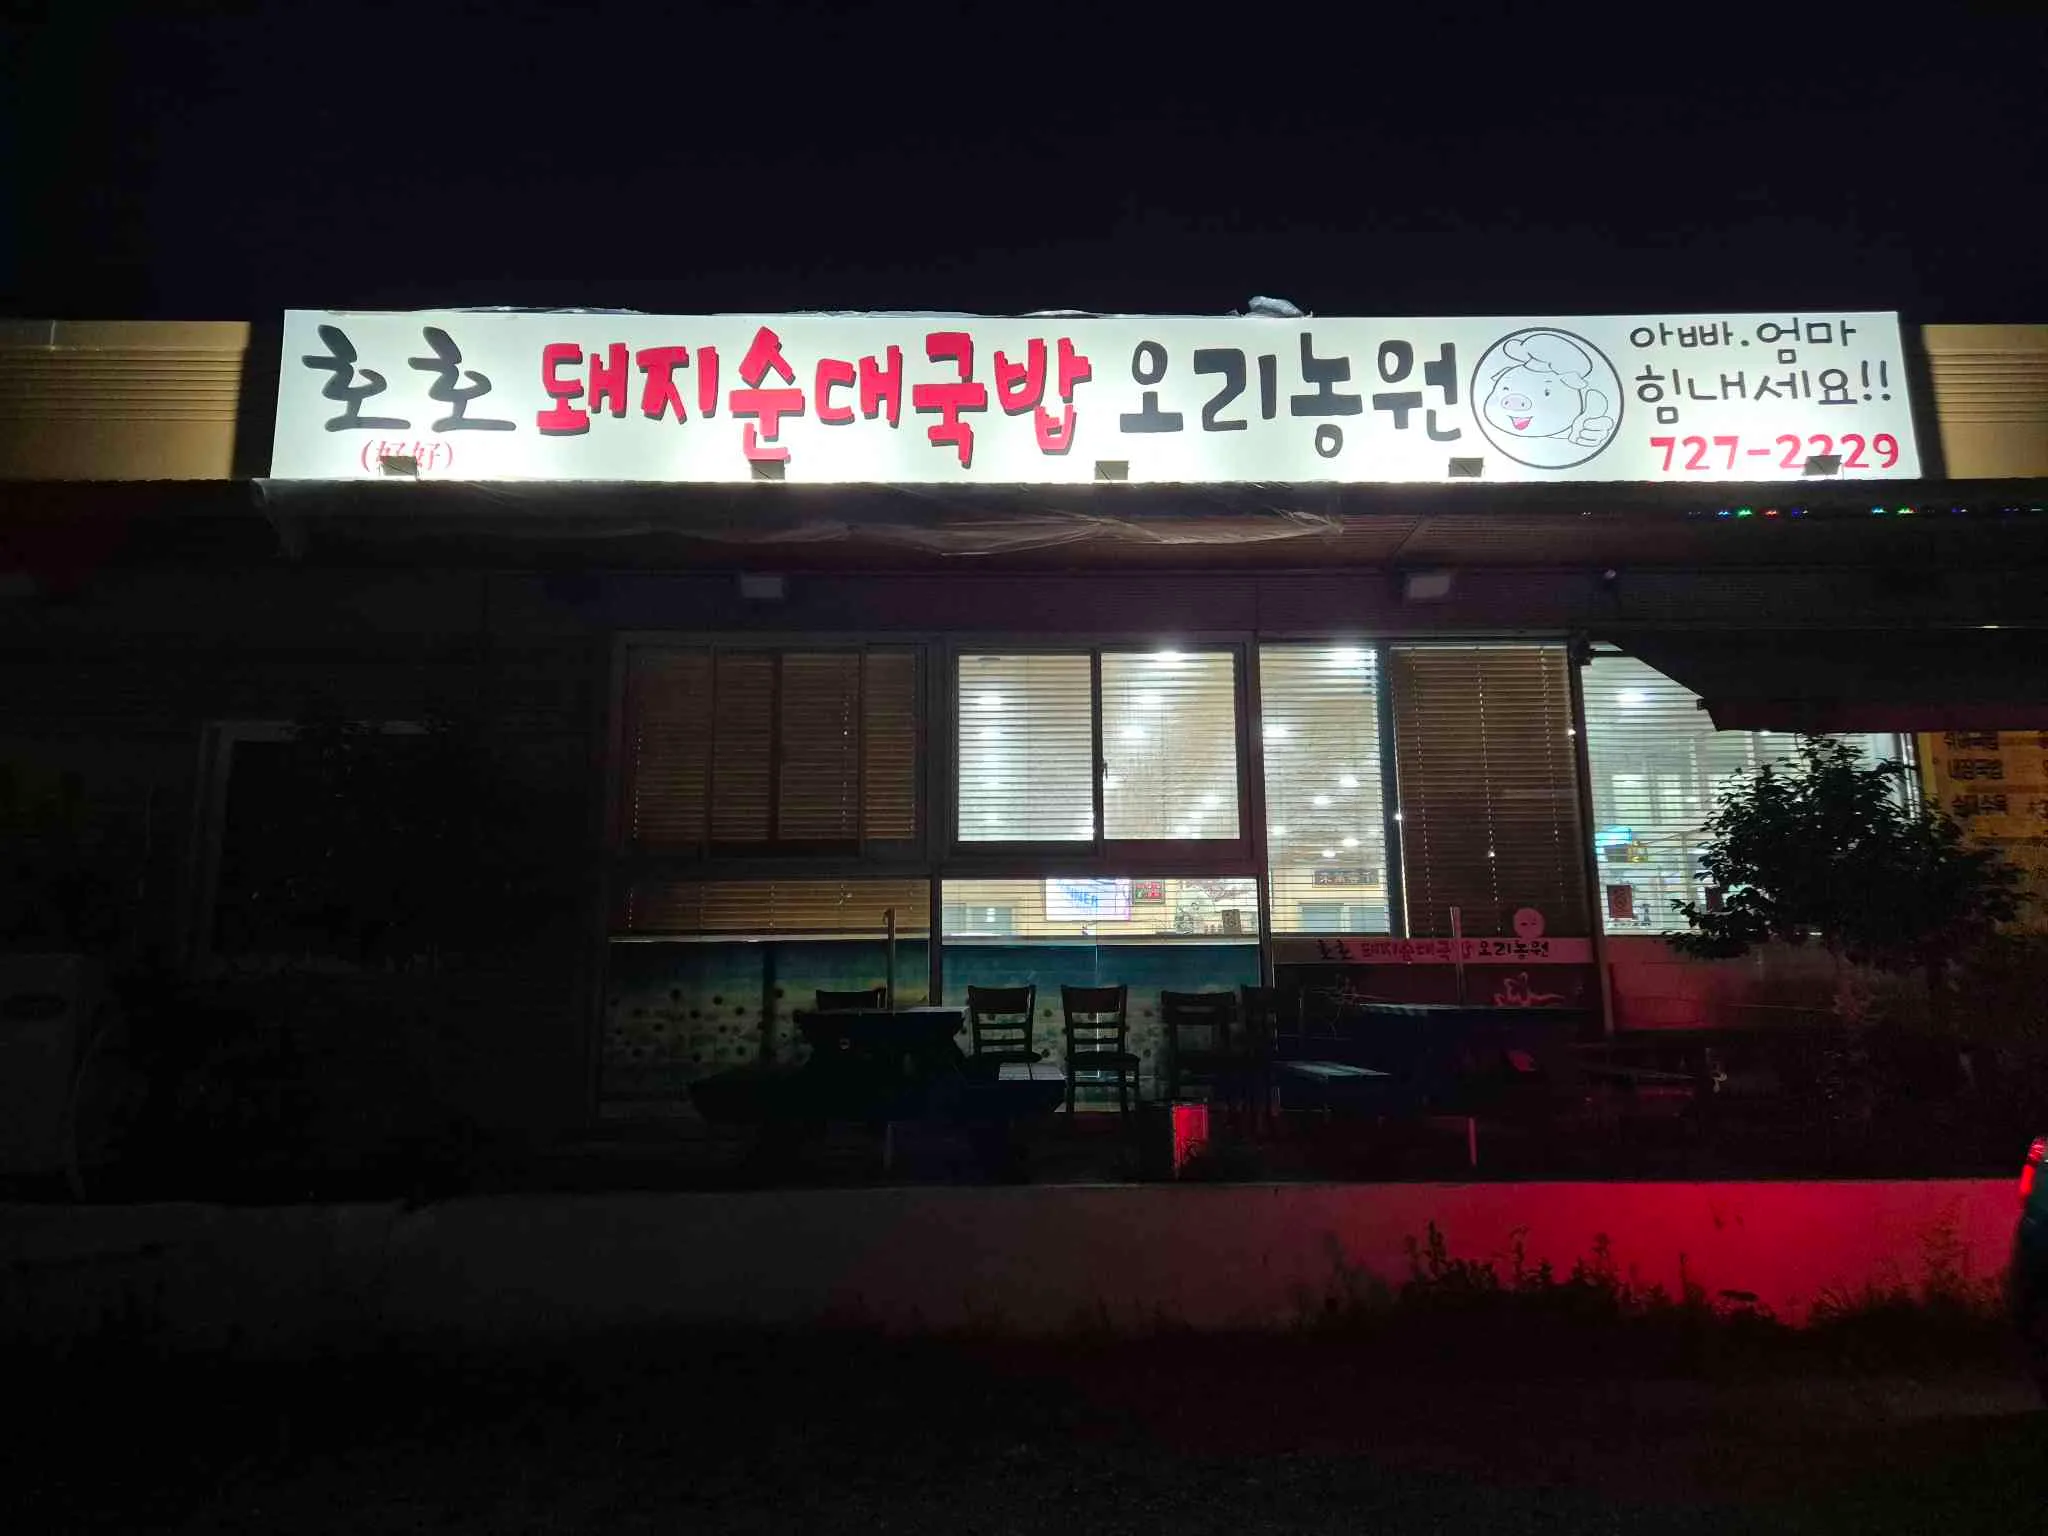 호호 돼지순대국밥 오리농원
(好好)
아빠.엄마
힘내세요!!
727-2229
호호 돼지순대국밥 오리농원